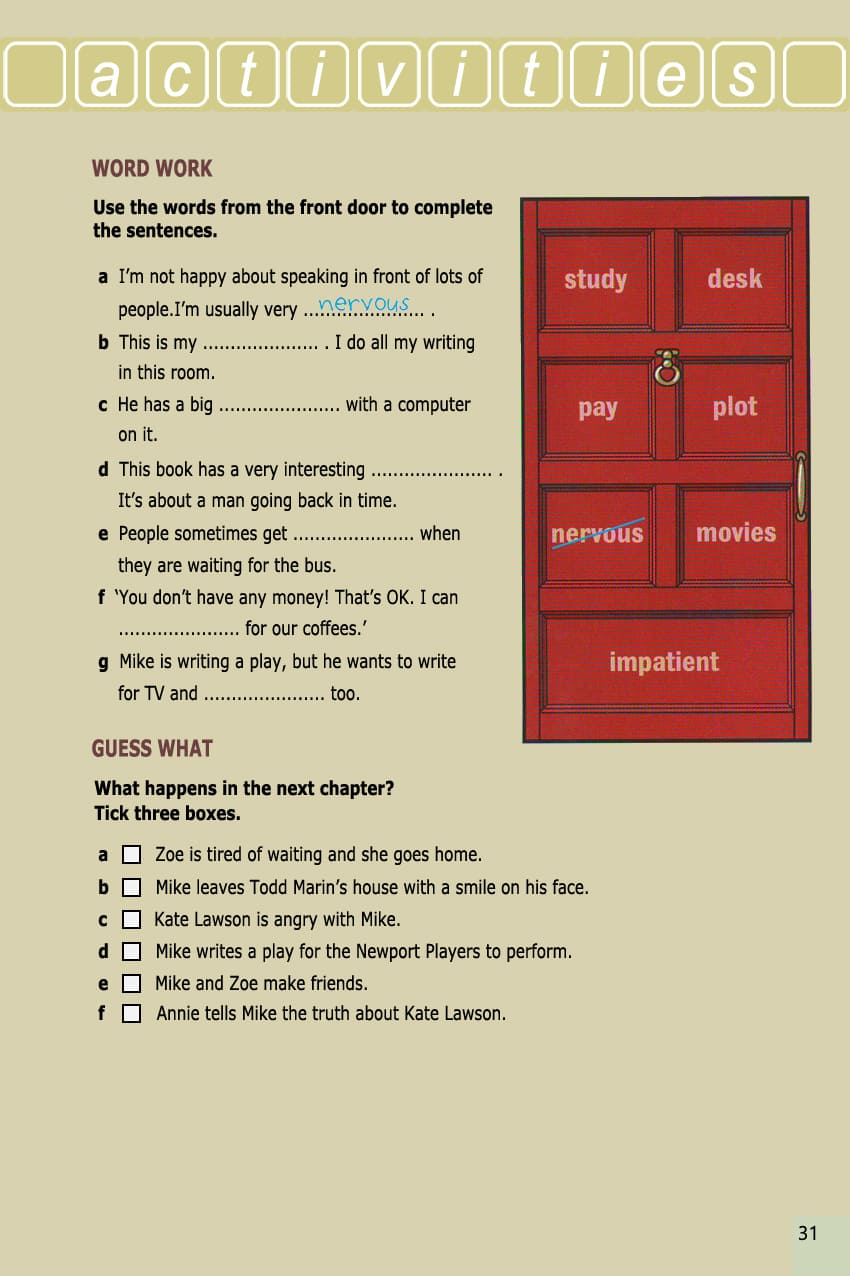 activities
WORD WORK
Use the words from the front door to complete
the sentences.
a I'm not happy about speaking in front of lots of
people.I'm usually very ...nervous... .
b This is my ..................... . I do all my writing
in this room.
c He has a big ...................... with a computer
on it.
d This book has a very interesting ...................... .
It's about a man going back in time.
e People sometimes get ...................... when
they are waiting for the bus.
f ‘You don't have any money! That's OK. I can
...................... for our coffees.’
g Mike is writing a play, but he wants to write
for TV and ...................... too.
study desk
pay plot
nervous movies
impatient
GUESS WHAT
What happens in the next chapter?
Tick three boxes.
a Zoe is tired of waiting and she goes home.
b Mike leaves Todd Marin's house with a smile on his face.
c Kate Lawson is angry with Mike.
d Mike writes a play for the Newport Players to perform.
e Mike and Zoe make friends.
f Annie tells Mike the truth about Kate Lawson.
31